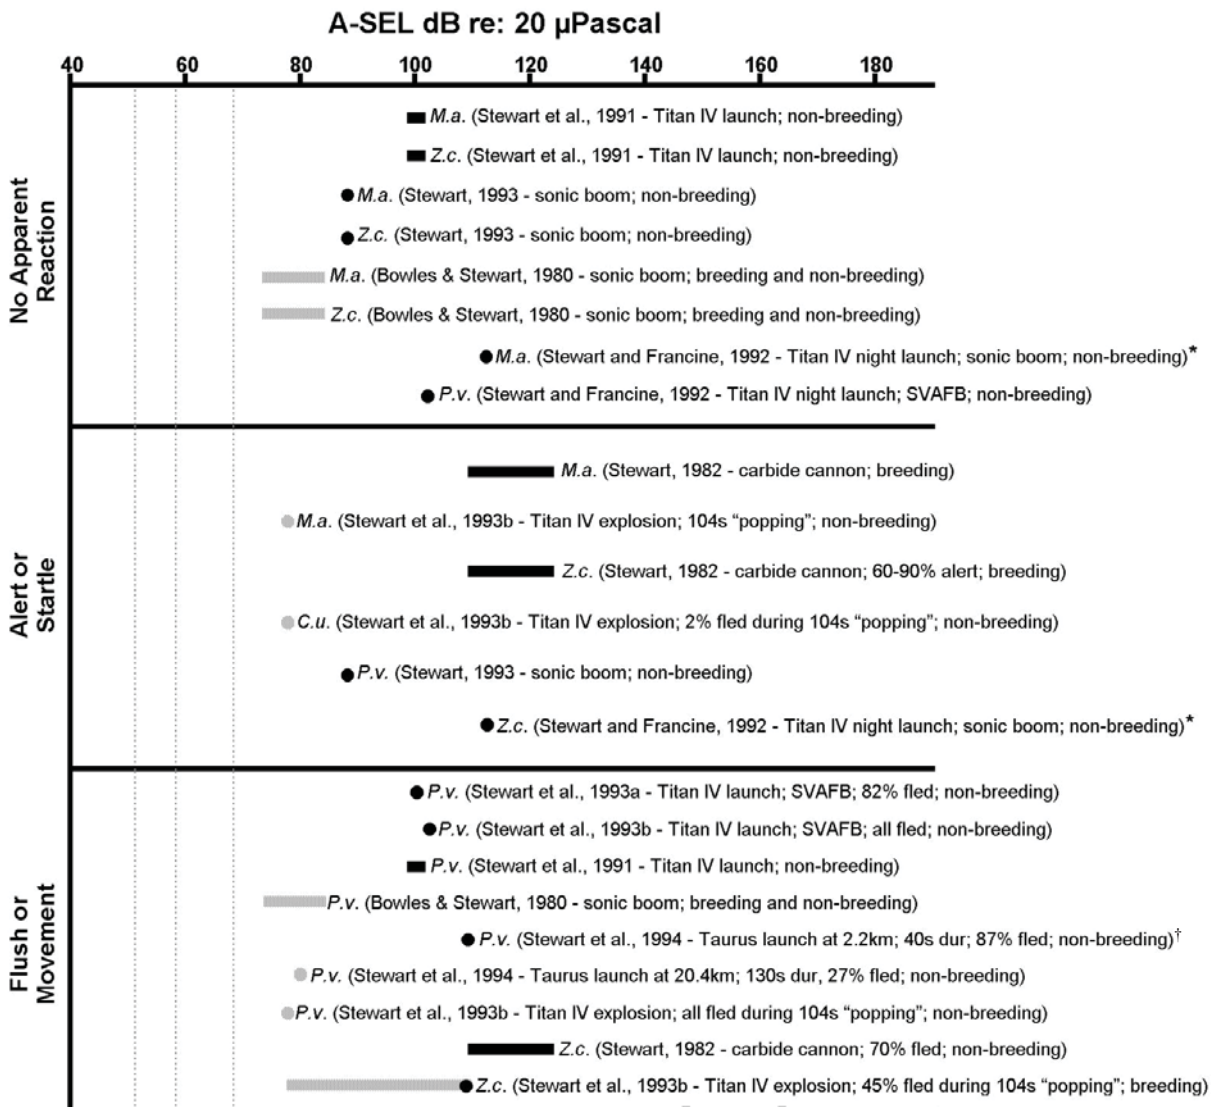 A-SEL dB re: 20 µPascal
40 60 80 100 120 140 160 180
No Apparent
Reaction
M.a. (Stewart et al., 1991 - Titan IV launch; non-breeding)
Z.c. (Stewart et al., 1991 - Titan IV launch; non-breeding)
M.a. (Stewart, 1993 - sonic boom; non-breeding)
Z.c. (Stewart, 1993 - sonic boom; non-breeding)
M.a. (Bowles & Stewart, 1980 - sonic boom; breeding and non-breeding)
Z.c. (Bowles & Stewart, 1980 - sonic boom; breeding and non-breeding)
M.a. (Stewart and Francine, 1992 - Titan IV night launch; sonic boom; non-breeding)*
P.v. (Stewart and Francine, 1992 - Titan IV night launch; SVAFB; non-breeding)
Alert or
Startle
M.a. (Stewart, 1982 - carbide cannon; breeding)
M.a. (Stewart et al., 1993b - Titan IV explosion; 104s “popping”; non-breeding)
Z.c. (Stewart, 1982 - carbide cannon; 60-90% alert; breeding)
C.u. (Stewart et al., 1993b - Titan IV explosion; 2% fled during 104s “popping”; non-breeding)
P.v. (Stewart, 1993 - sonic boom; non-breeding)
Z.c. (Stewart and Francine, 1992 - Titan IV night launch; sonic boom; non-breeding)*
Flush or
Movement
P.v. (Stewart et al., 1993a - Titan IV launch; SVAFB; 82% fled; non-breeding)
P.v. (Stewart et al., 1993b - Titan IV launch; SVAFB; all fled; non-breeding)
P.v. (Stewart et al., 1991 - Titan IV launch; non-breeding)
P.v. (Bowles & Stewart, 1980 - sonic boom; breeding and non-breeding)
P.v. (Stewart et al., 1994 - Taurus launch at 2.2km; 40s dur; 87% fled; non-breeding)†
P.v. (Stewart et al., 1994 - Taurus launch at 20.4km; 130s dur, 27% fled; non-breeding)
P.v. (Stewart et al., 1993b - Titan IV explosion; all fled during 104s “popping”; non-breeding)
Z.c. (Stewart, 1982 - carbide cannon; 70% fled; non-breeding)
Z.c. (Stewart et al., 1993b - Titan IV explosion; 45% fled during 104s “popping”; breeding)